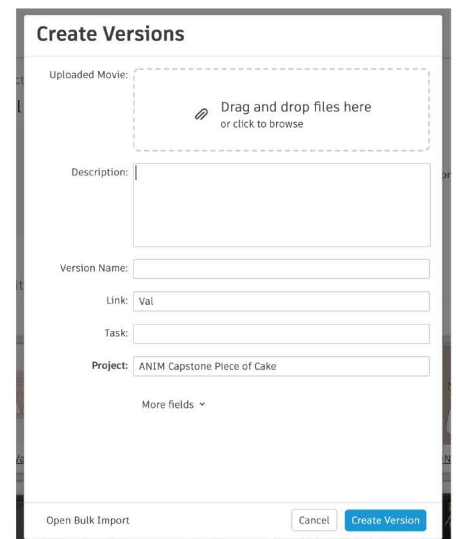 Create Versions
Uploaded Movie:
Drag and drop files here
or click to browse
Description:
Version Name:
Link: Val
Task:
Project: ANIM Capstone Piece of Cake
More fields
Open Bulk Import Cancel Create Version